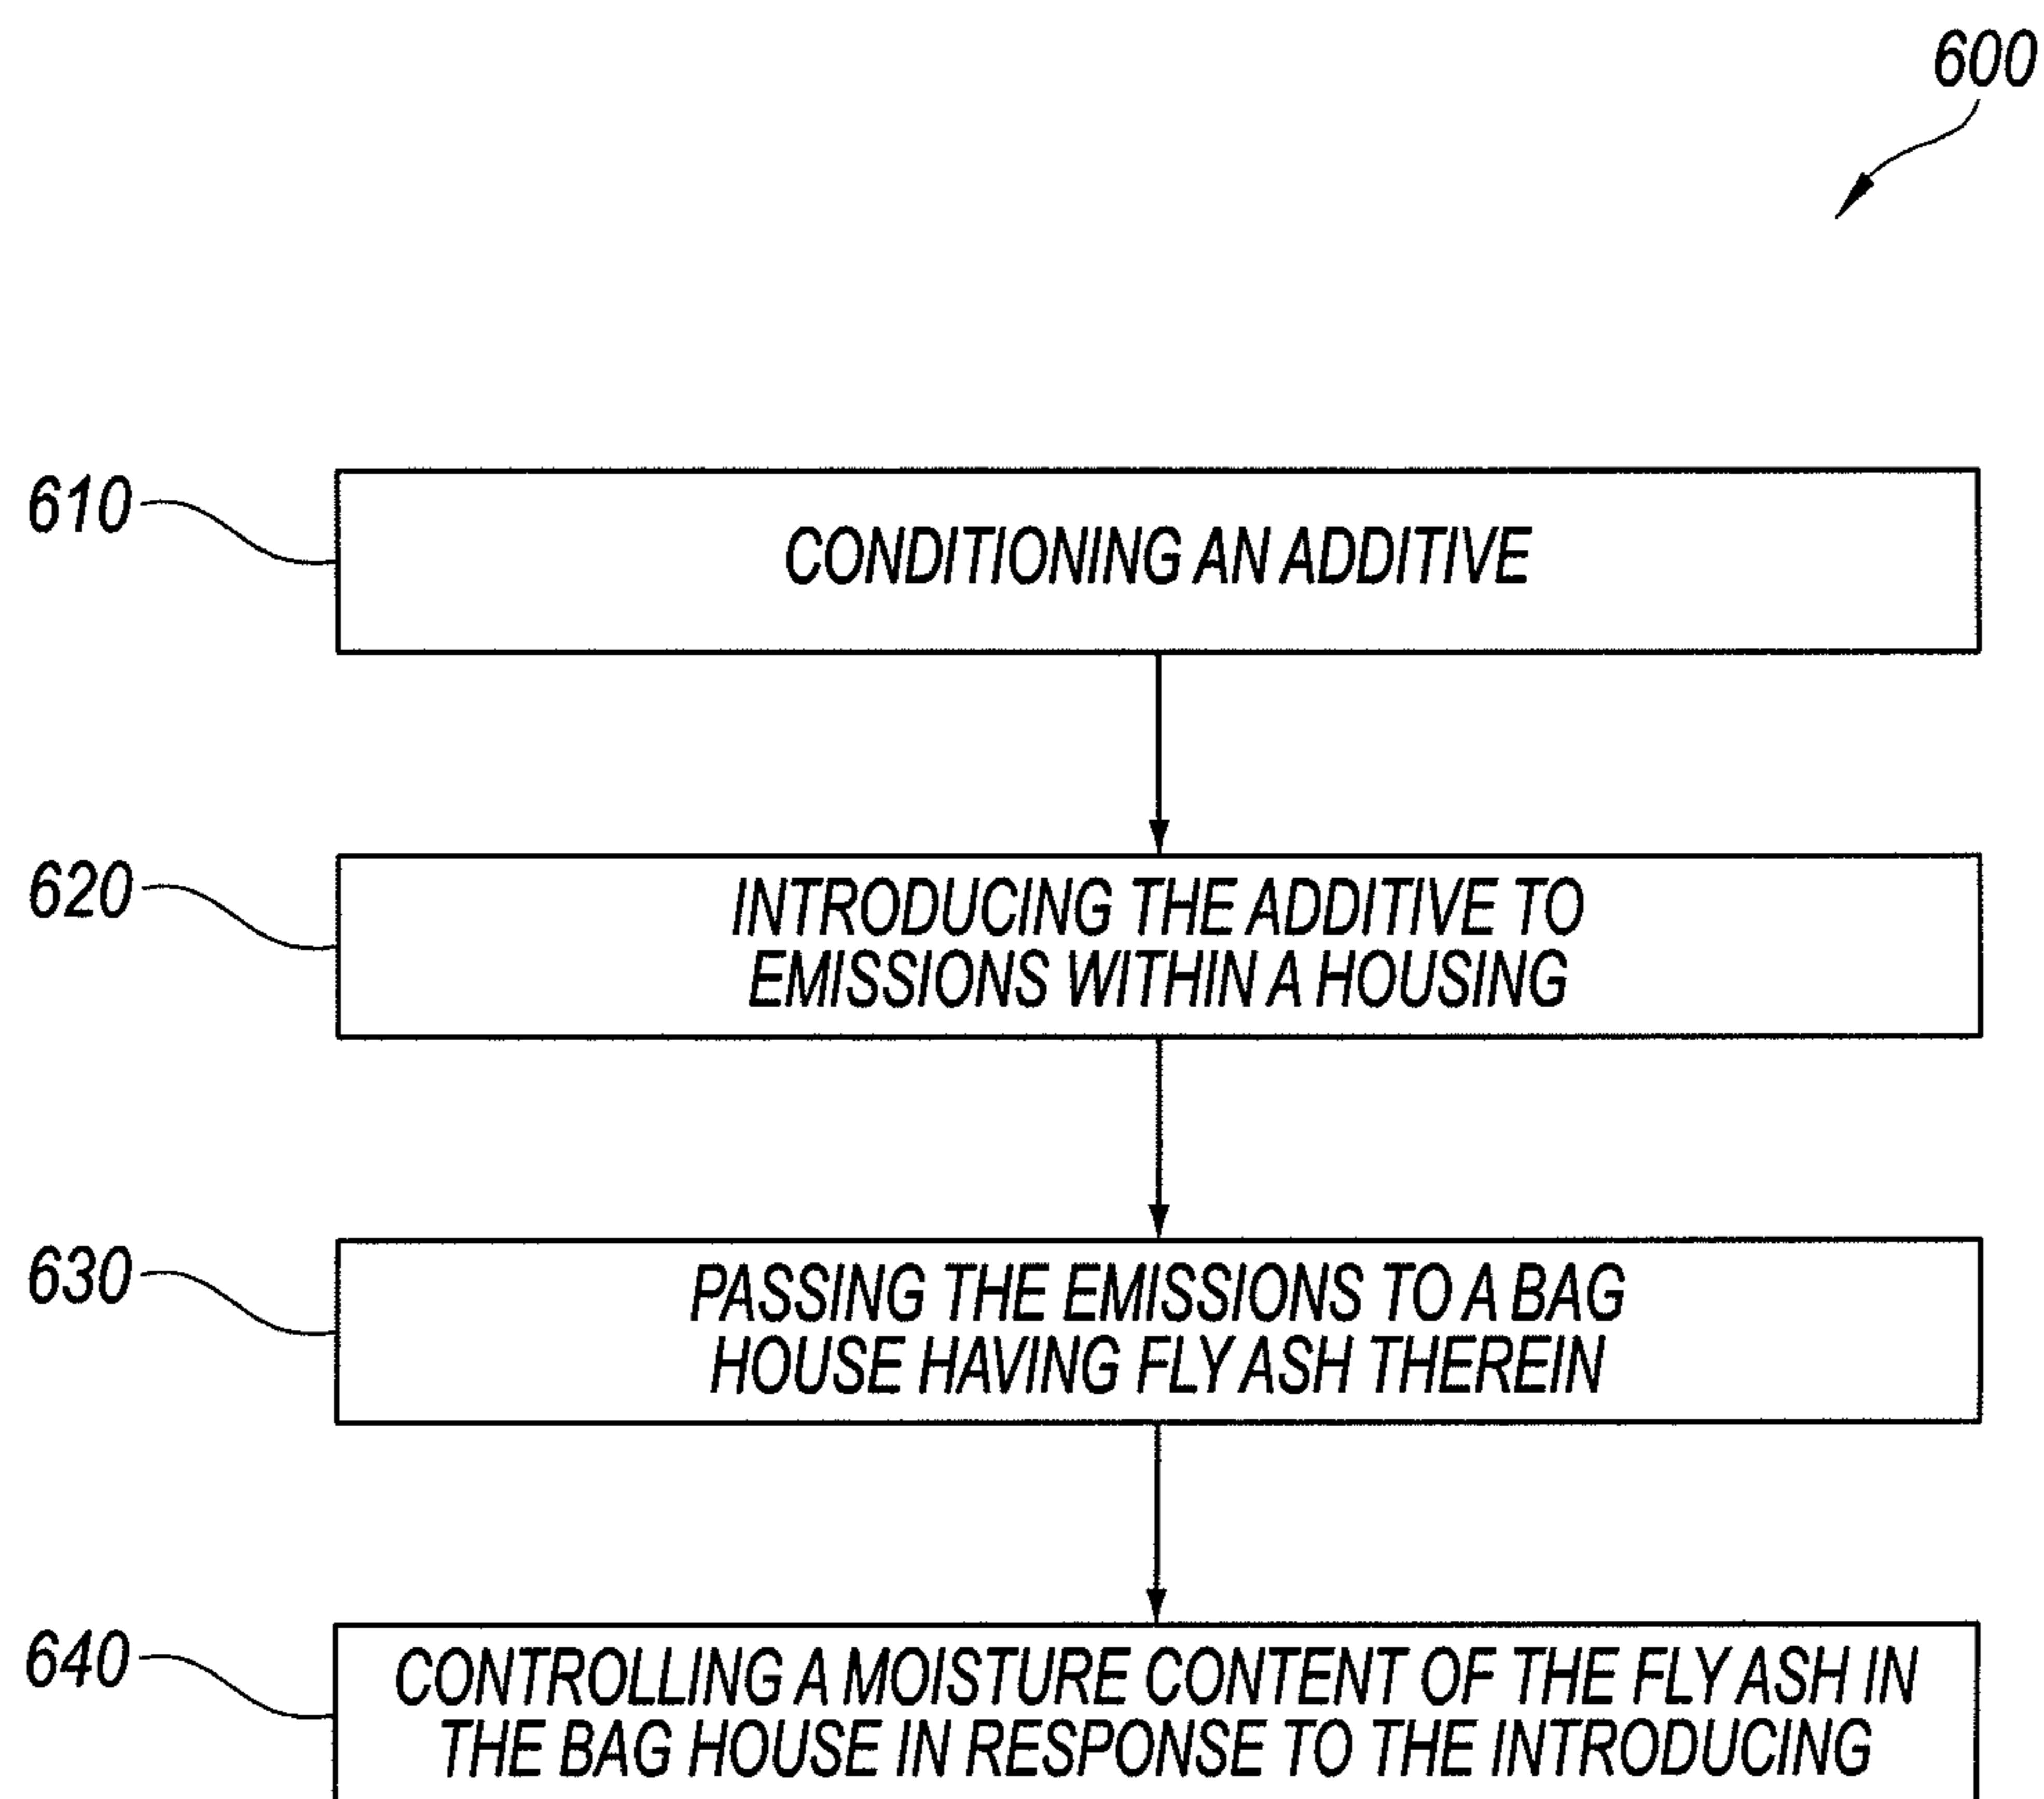 600
610
CONDITIONING AN ADDITIVE
620
INTRODUCING THE ADDITIVE TO
EMISSIONS WITHIN A HOUSING
630
PASSING THE EMISSIONS TO A BAG
HOUSE HAVING FLY ASH THEREIN
640
CONTROLLING A MOISTURE CONTENT OF THE FLY ASH IN
THE BAG HOUSE IN RESPONSE TO THE INTRODUCING